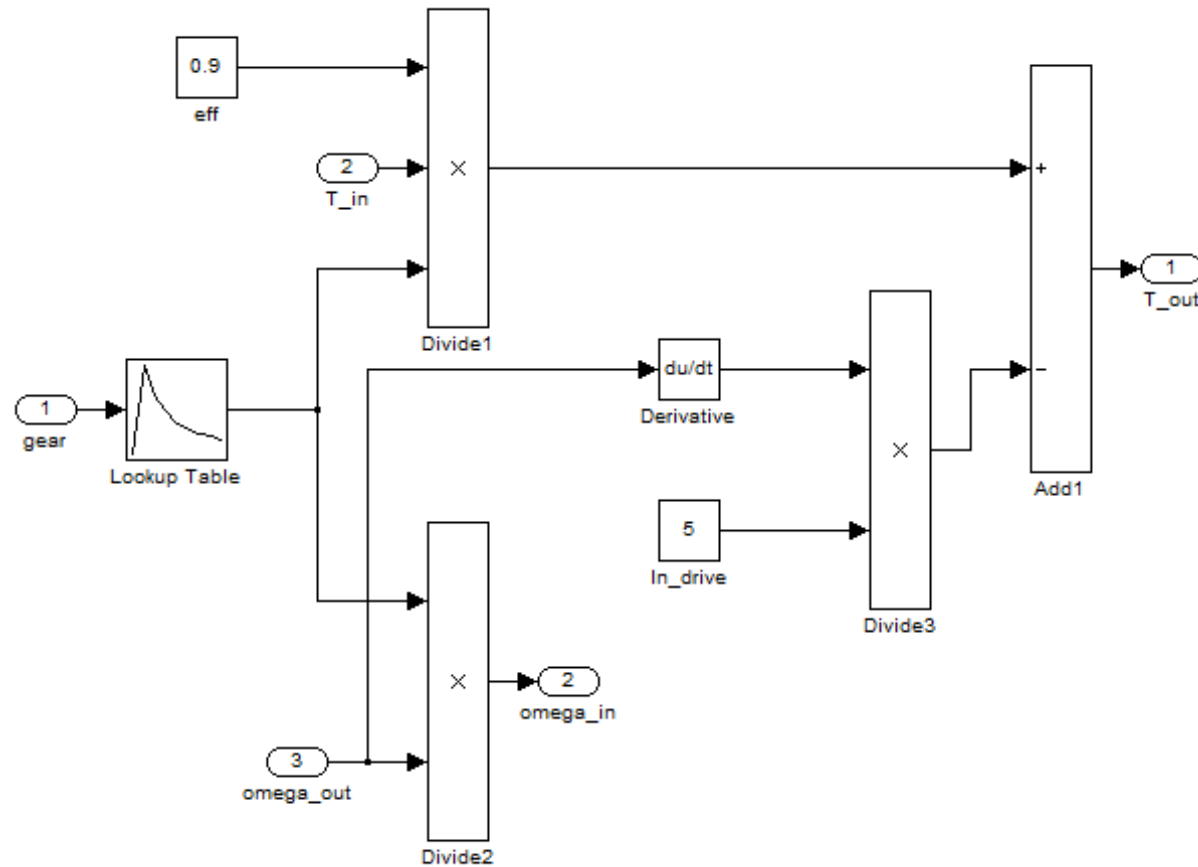 0.9
eff
2
T_in
×
Divide1
+
−
Add1
1
T_out
1
gear
Lookup Table
du/dt
Derivative
5
In_drive
×
Divide3
3
omega_out
×
Divide2
2
omega_in